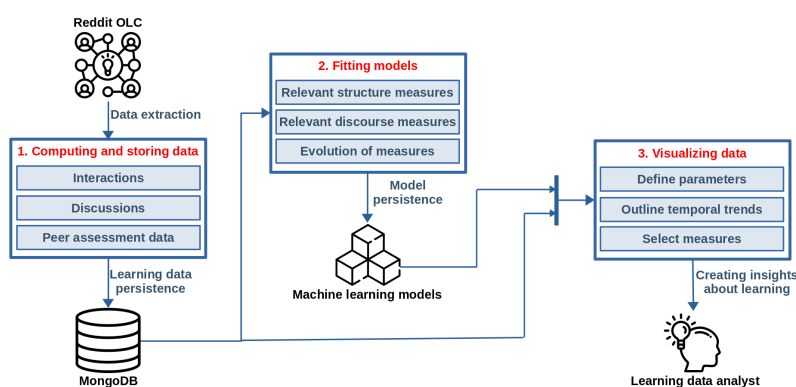 Reddit OLC
Data extraction
1. Computing and storing data
Interactions
Discussions
Peer assessment data
Learning data
persistence
MongoDB
2. Fitting models
Relevant structure measures
Relevant discourse measures
Evolution of measures
Model
persistence
Machine learning models
3. Visualizing data
Define parameters
Outline temporal trends
Select measures
Creating insights
about learning
Learning data analyst